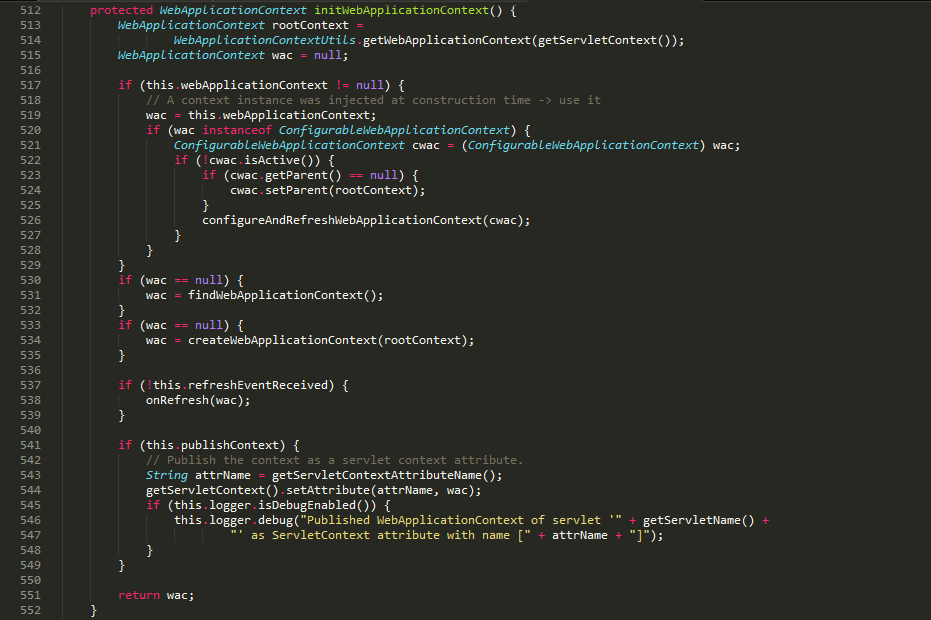 512 protected WebApplicationContext initWebApplicationContext() {
513 WebApplicationContext rootContext =
514 WebApplicationContextUtils.getWebApplicationContext(getServletContext());
515 WebApplicationContext wac = null;
516
517 if (this.webApplicationContext != null) {
518 // A context instance was injected at construction time -> use it
519 wac = this.webApplicationContext;
520 if (wac instanceof ConfigurableWebApplicationContext) {
521 ConfigurableWebApplicationContext cwac = (ConfigurableWebApplicationContext) wac;
522 if (!cwac.isActive()) {
523 if (cwac.getParent() == null) {
524 cwac.setParent(rootContext);
525 }
526 configureAndRefreshWebApplicationContext(cwac);
527 }
528 }
529 }
530 if (wac == null) {
531 wac = findWebApplicationContext();
532 }
533 if (wac == null) {
534 wac = createWebApplicationContext(rootContext);
535 }
536
537 if (!this.refreshEventReceived) {
538 onRefresh(wac);
539 }
540
541 if (this.publishContext) {
542 // Publish the context as a servlet context attribute.
543 String attrName = getServletContextAttributeName();
544 getServletContext().setAttribute(attrName, wac);
545 if (this.logger.isDebugEnabled()) {
546 this.logger.debug("Published WebApplicationContext of servlet '" + getServletName() +
547 "' as ServletContext attribute with name [" + attrName + "]");
548 }
549 }
550
551 return wac;
552 }